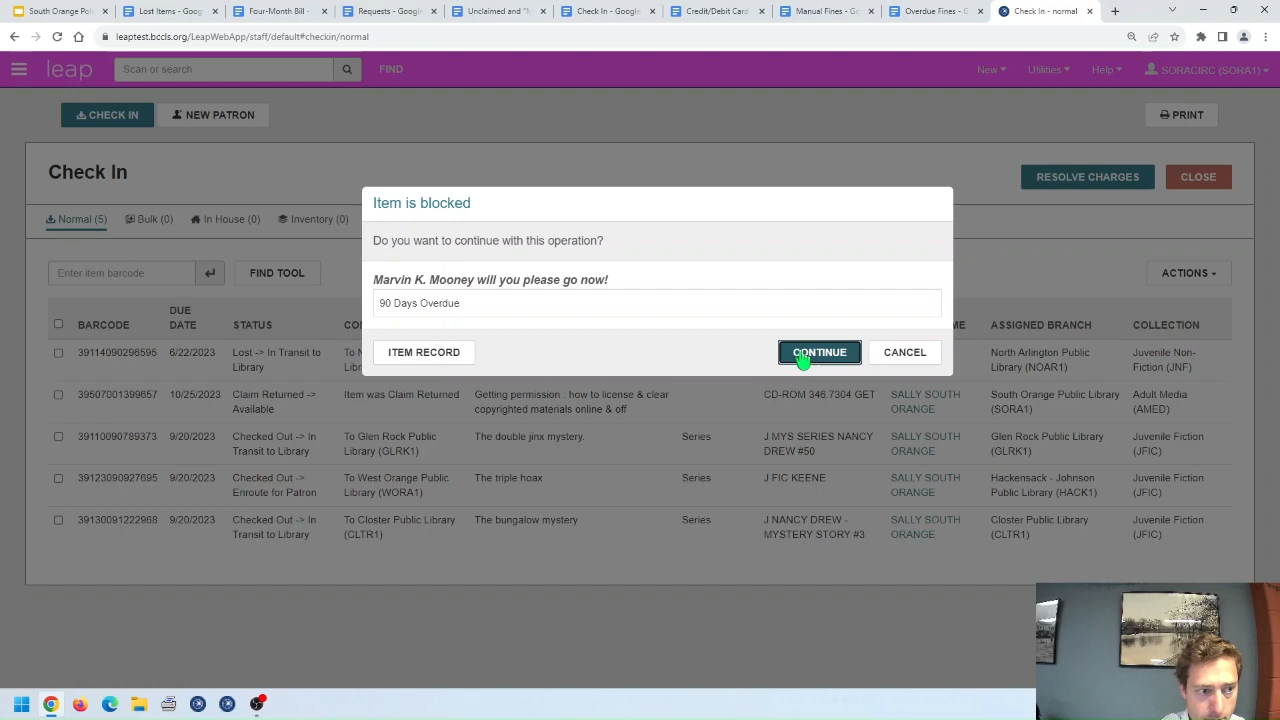 South Orange Poli
Lost Items - Goog
Four-Month Bill -
Requests - Google
Unclaimed and "I
Check In - Google
Credit/Debit Card
Manual Fines - Go
Overdue Fines - G
Check In - normal
leaptest.bccls.org/LeapWebApp/staff/default#checkin/normal
leap
Scan or search
FIND
New
Utilities
Help
SORACIRC (SORA1)
CHECK IN
NEW PATRON
PRINT
Check In
RESOLVE CHARGES
CLOSE
Normal (5)
Bulk (0)
In House (0)
Inventory (0)
Item is blocked
Do you want to continue with this operation?
Marvin K. Mooney will you please go now!
90 Days Overdue
ITEM RECORD
CONTINUE
CANCEL
Enter item barcode
FIND TOOL
ACTIONS
BARCODE
DUE
DATE
STATUS
ASSIGNED BRANCH
COLLECTION
39114090296595
6/22/2023
Lost -> In Transit to
Library
North Arlington Public
Library (NOAR1)
Juvenile Non-
Fiction (JNF)
395070001399657
10/25/2023
Claim Returned ->
Available
Item was Claim Returned
Getting permission : how to license & clear
copyrighted materials online & off
CD-ROM 346.7304 GET
SALLY SOUTH
ORANGE
South Orange Public
Library (SORA1)
Adult Media
(AMED)
39110090789373
9/20/2023
Checked Out -> In
Transit to Library
To Glen Rock Public
Library (GLRK1)
The double jinx mystery.
Series
J MYS SERIES NANCY
DREW #50
SALLY SOUTH
ORANGE
Glen Rock Public
Library (GLRK1)
Juvenile Fiction
(JFIC)
39123090927695
9/20/2023
Checked Out ->
Enroute for Patron
To West Orange Public
Library (WORA1)
The triple hoax
Series
J FIC KEENE
SALLY SOUTH
ORANGE
Hackensack - Johnson
Public Library (HACK1)
Juvenile Fiction
(JFIC)
39130091222968
9/20/2023
Checked Out -> In
Transit to Library
To Closter Public Library
(CLTR1)
The bungalow mystery
Series
J NANCY DREW -
MYSTERY STORY #3
SALLY SOUTH
ORANGE
Closter Public Library
(CLTR1)
Juvenile Fiction
(JFIC)